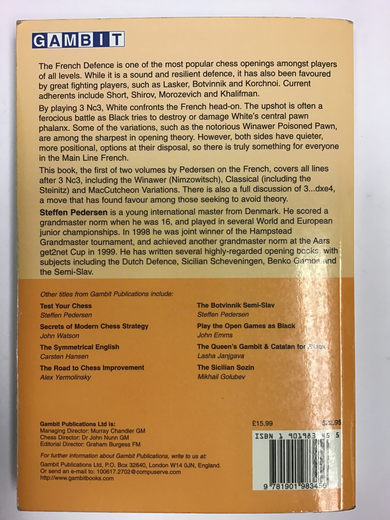 GAMBIT
The French Defence is one of the most popular chess openings amongst players
of all levels. While it is a sound and resilient defence, it has also been favoured
by great fighting players, such as Lasker, Botvinnik and Korchnoi. Current
adherents include Short, Shirov, Morozevich and Khalifman.
By playing 3 Nc3, White confronts the French head-on. The upshot is often a
ferocious battle as Black tries to destroy or damage White's central pawn
phalanx. Some of the variations, such as the notorious Winawer Poisoned Pawn,
are among the sharpest in opening theory. However, both sides have quieter,
more positional, options at their disposal, so there is truly something for everyone
in the Main Line French.
This book, the first of two volumes by Pedersen on the French, covers all lines
after 3 Nc3, including the Winawer (Nimzowitsch), Classical (including the
Steinitz) and MacCutcheon Variations. There is also a full discussion of 3...dxe4,
a move that has found favour among those seeking to avoid theory.
Steffen Pedersen is a young international master from Denmark. He scored a
grandmaster norm when he was 16, and played in several World and European
junior championships. In 1998 he was joint winner of the Hampstead
Grandmaster tournament, and achieved another grandmaster norm at the Aars
get2net Cup in 1999. He has written several highly-regarded opening books, with
subjects including the Dutch Defence, Sicilian Scheveningen, Benko Gambit and
the Semi-Slav.
Other titles from Gambit Publications include:
Test Your Chess
Steffen Pedersen
Secrets of Modern Chess Strategy
John Watson
The Symmetrical English
Carsten Hansen
The Road to Chess Improvement
Alex Yermolinsky
The Botvinnik Semi-Slav
Steffen Pedersen
Play the Open Games as Black
John Emms
The Queen's Gambit & Catalan for Black
Lasha Janjgava
The Sicilian Sozin
Mikhail Golubev
Gambit Publications Ltd is:
Managing Director: Murray Chandler GM
Chess Director: Dr John Nunn GM
Editorial Director: Graham Burgess FM
For further information about Gambit Publications, write to us at:
Gambit Publications Ltd, P.O. Box 32640, London W14 0JN, England.
Or send an e-mail to: 100617.2702@compuserve.com
http://www.gambitbooks.com
£15.99
ISBN 1 901983 45 5
9 781901 983456